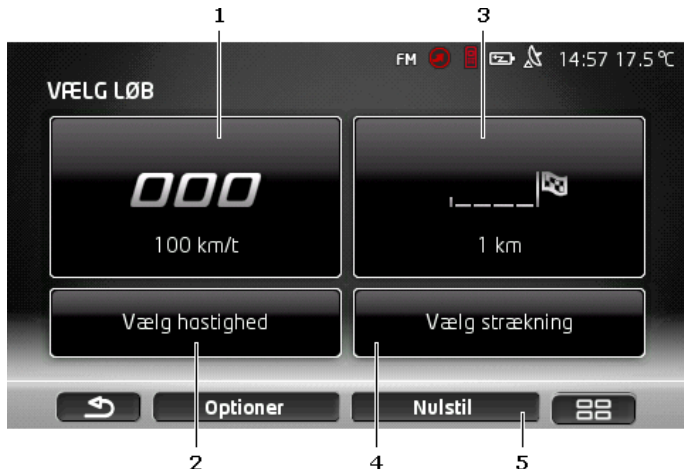 1 3
FM 14:57 17.5 ℃
VÆLG LØB
000
100 km/t 1 km
Vælg hastighed Vælg strækning
Optioner Nulstil
2 4 5